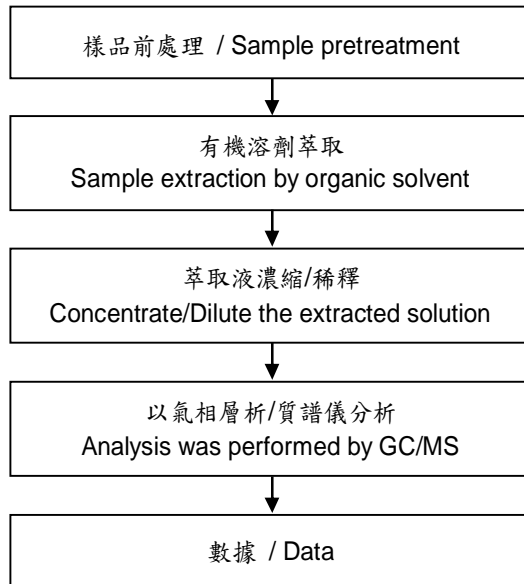 樣品前處理 / Sample pretreatment
有機溶劑萃取
Sample extraction by organic solvent
萃取液濃縮/稀釋
Concentrate/Dilute the extracted solution
以氣相層析/質譜儀分析
Analysis was performed by GC/MS
數據 / Data